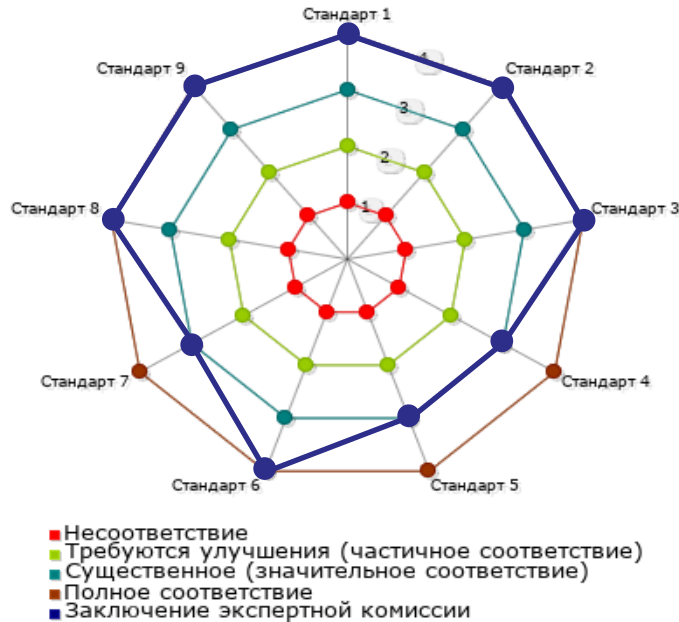 Стандарт 1
Стандарт 9
4
Стандарт 2
3
2
Стандарт 8
1
Стандарт 3
Стандарт 7
Стандарт 4
Стандарт 6
Стандарт 5
Несоответствие
Требуются улучшения (частичное соответствие)
Существенное (значительное соответствие)
Полное соответствие
Заключение экспертной комиссии